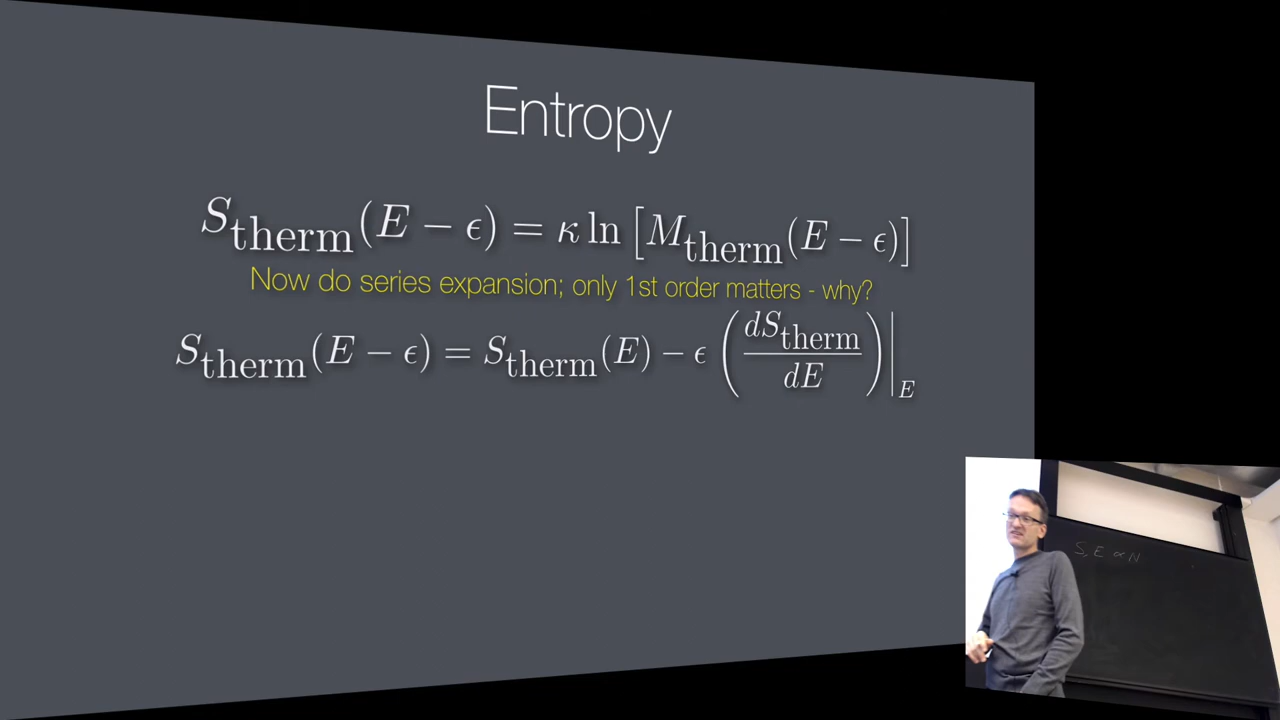 Entropy
S_therm(E − ϵ) = κ ln [M_therm(E − ϵ)]
Now do series expansion; only 1st order matters - why?
S_therm(E − ϵ) = S_therm(E) − ϵ (dS_therm/dE)|_E
S, E ∝ N